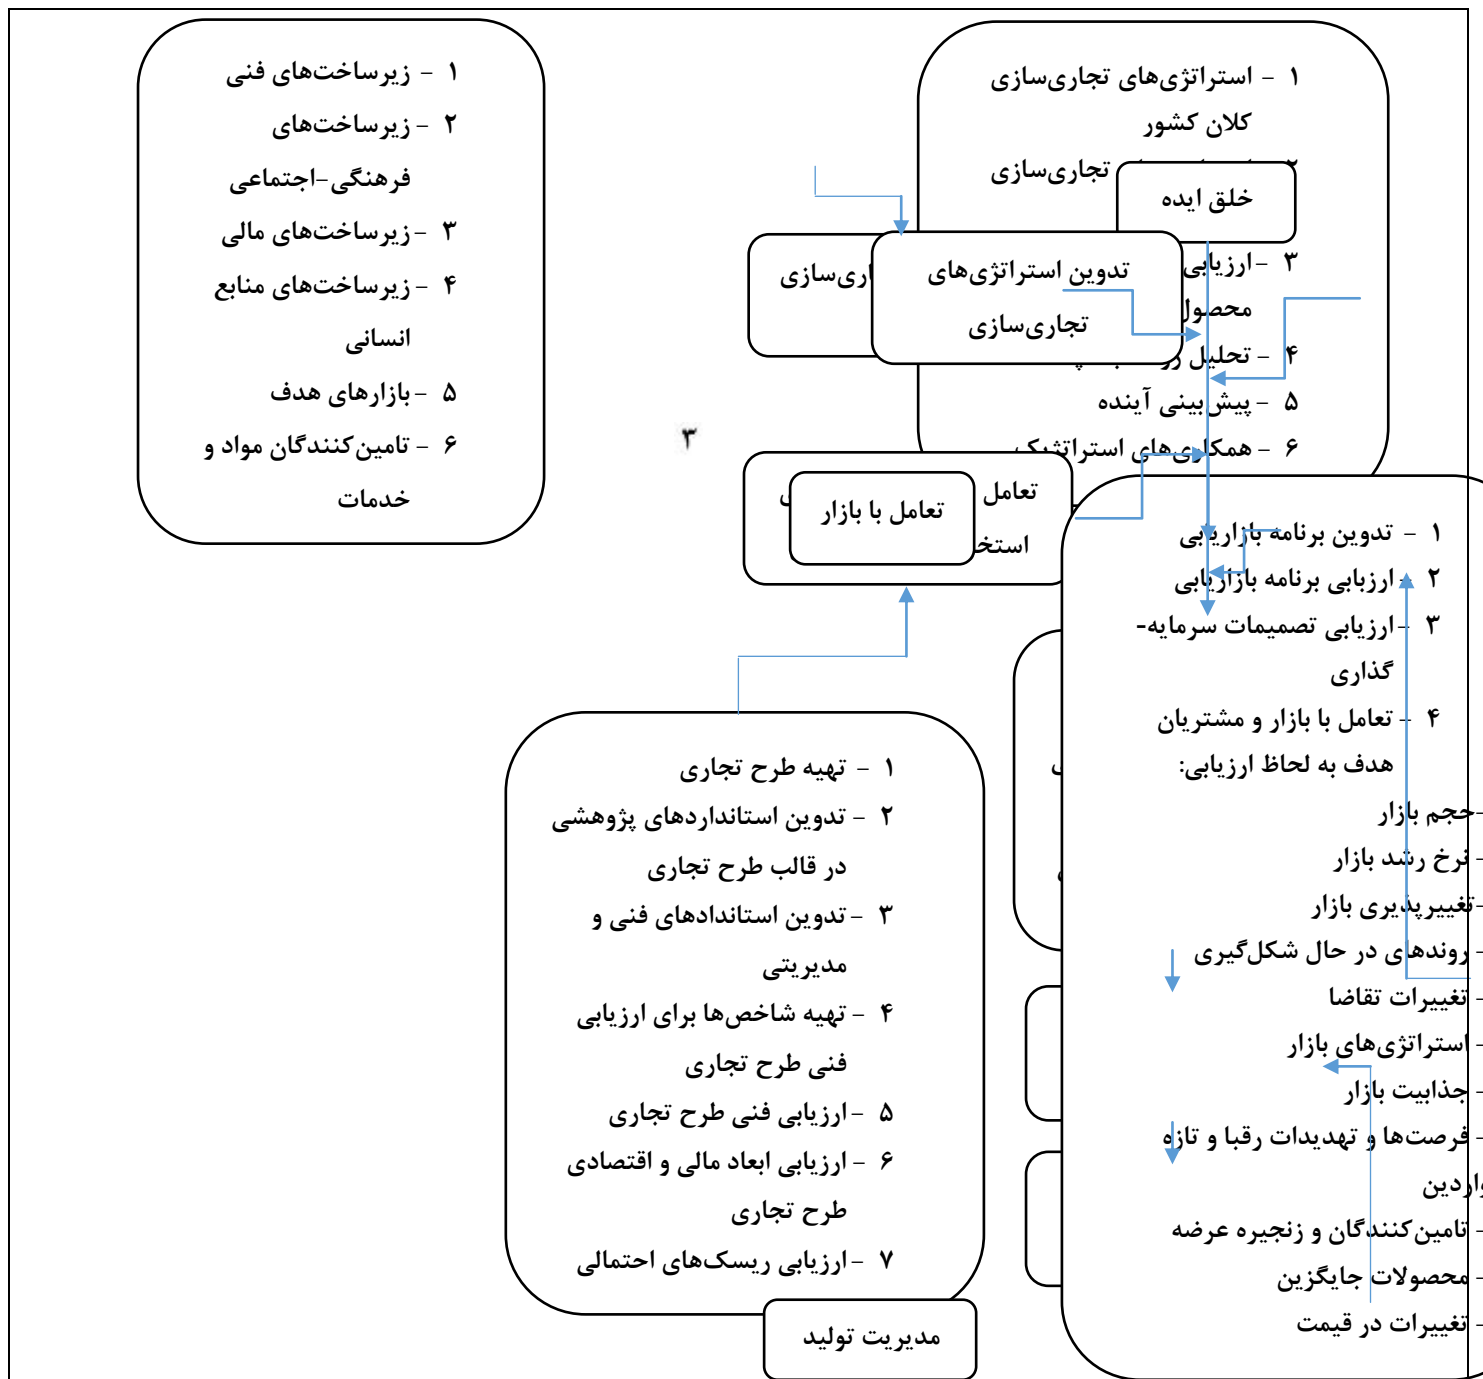 ۱ - استراتژی‌های تجاری‌سازی
کلان کشور
تجاری‌سازی
خلق ایده
۳ - ارزیابی
محصول
۴ - تحلیل
۵ - پیش‌بینی آینده
۶ - همکاری‌های استراتژیک
تدوین استراتژی‌های
تجاری‌سازی
۱ - زیرساخت‌های فنی
۲ - زیرساخت‌های
فرهنگی-اجتماعی
۳ - زیرساخت‌های مالی
۴ - زیرساخت‌های منابع
انسانی
۵ - بازارهای هدف
۶ - تامین‌کنندگان مواد و
خدمات
۳
تعامل
تعامل با بازار
۱ - تدوین برنامه بازاریابی
۲ - ارزبابی برنامه بازاریابی
۳ - ارزیابی تصمیمات سرمایه-
گذاری
۴ - تعامل با بازار و مشتریان
هدف به لحاظ ارزیابی:
-حجم بازار
- نرخ رشد بازار
-تغییرپذیری بازار
- روندهای در حال شکل‌گیری
- تغییرات تقاضا
- استراتژی‌های بازار
- جذابیت بازار
- فرصت‌ها و تهدیدات رقبا و تازه
واردین
- تامین‌کنندگان و زنجیره عرضه
- محصولات جایگزین
- تغییرات در قیمت
۱ - تهیه طرح تجاری
۲ - تدوین استانداردهای پژوهشی
در قالب طرح تجاری
۳ - تدوین استاندادهای فنی و
مدیریتی
۴ - تهیه شاخص‌ها برای ارزیابی
فنی طرح تجاری
۵ - ارزیابی فنی طرح تجاری
۶ - ارزیابی ابعاد مالی و اقتصادی
طرح تجاری
۷ - ارزیابی ریسک‌های احتمالی
مدیریت تولید